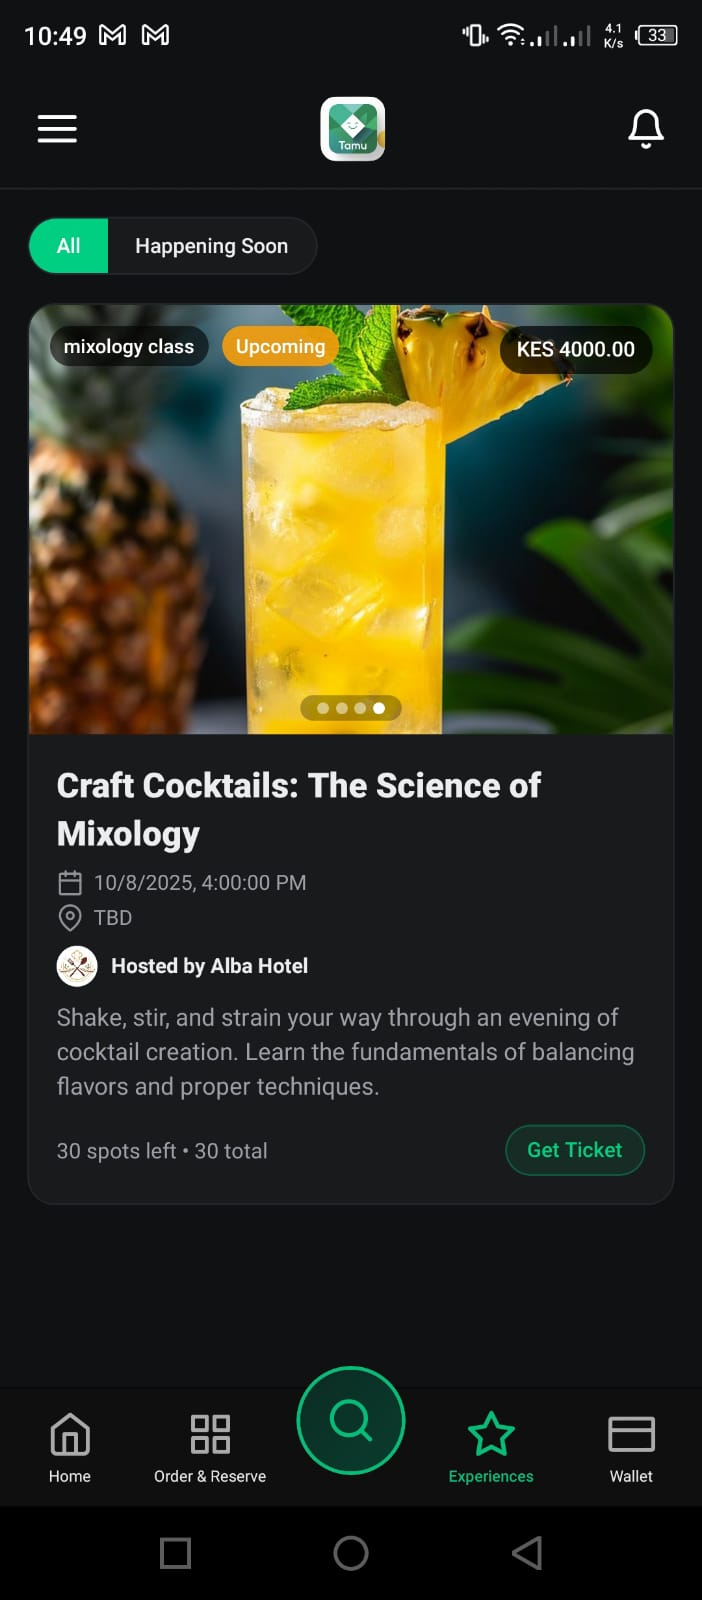 10:49
4.1
K/s
33
Tamu
All
Happening Soon
mixology class
Upcoming
KES 4000.00
Craft Cocktails: The Science of
Mixology
10/8/2025, 4:00:00 PM
TBD
Hosted by Alba Hotel
Shake, stir, and strain your way through an evening of
cocktail creation. Learn the fundamentals of balancing
flavors and proper techniques.
30 spots left • 30 total
Get Ticket
Home
Order & Reserve
Experiences
Wallet